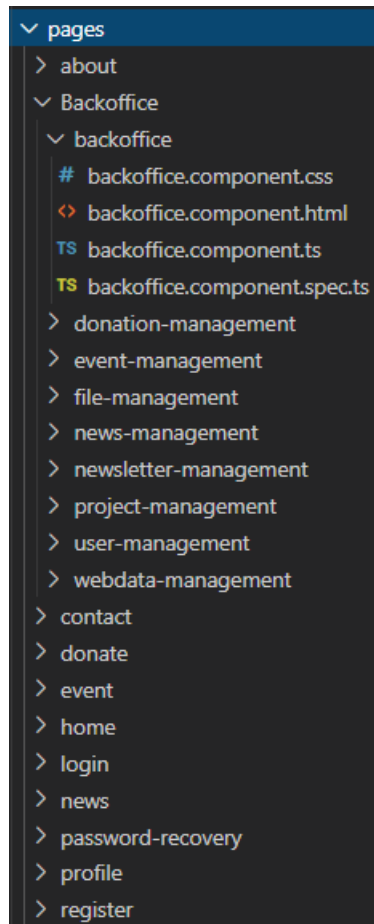 pages
about
Backoffice
backoffice
# backoffice.component.css
<> backoffice.component.html
TS backoffice.component.ts
TS backoffice.component.spec.ts
donation-management
event-management
file-management
news-management
newsletter-management
project-management
user-management
webdata-management
contact
donate
event
home
login
news
password-recovery
profile
register